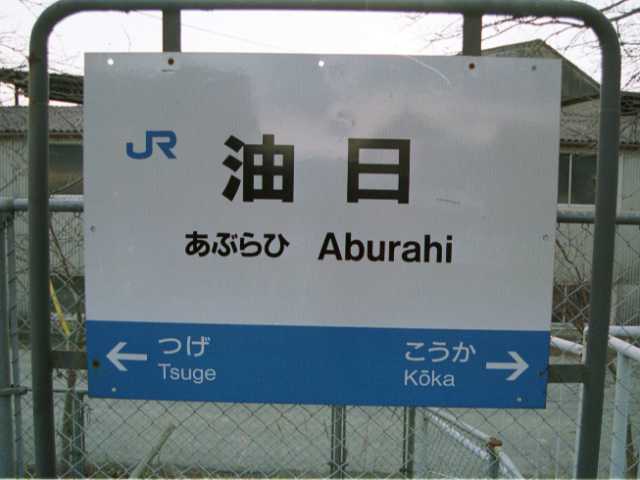 JR 油日
あぶらひ Aburahi
← つげ
Tsuge
こうか →
Kōka